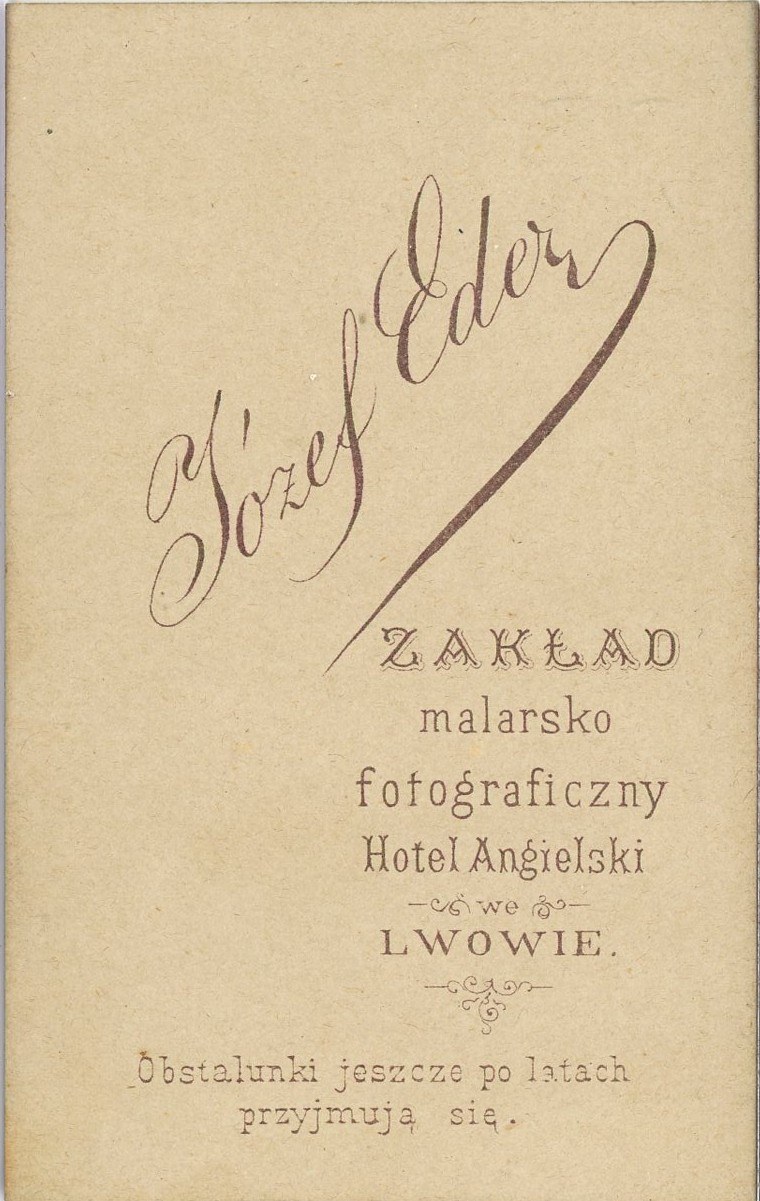 Józef Eder
ZAKŁAD
malarsko
fotograficzny
Hotel Angielski
we
LWOWIE.
Obstalunki jeszcze po latach
przyjmują się.